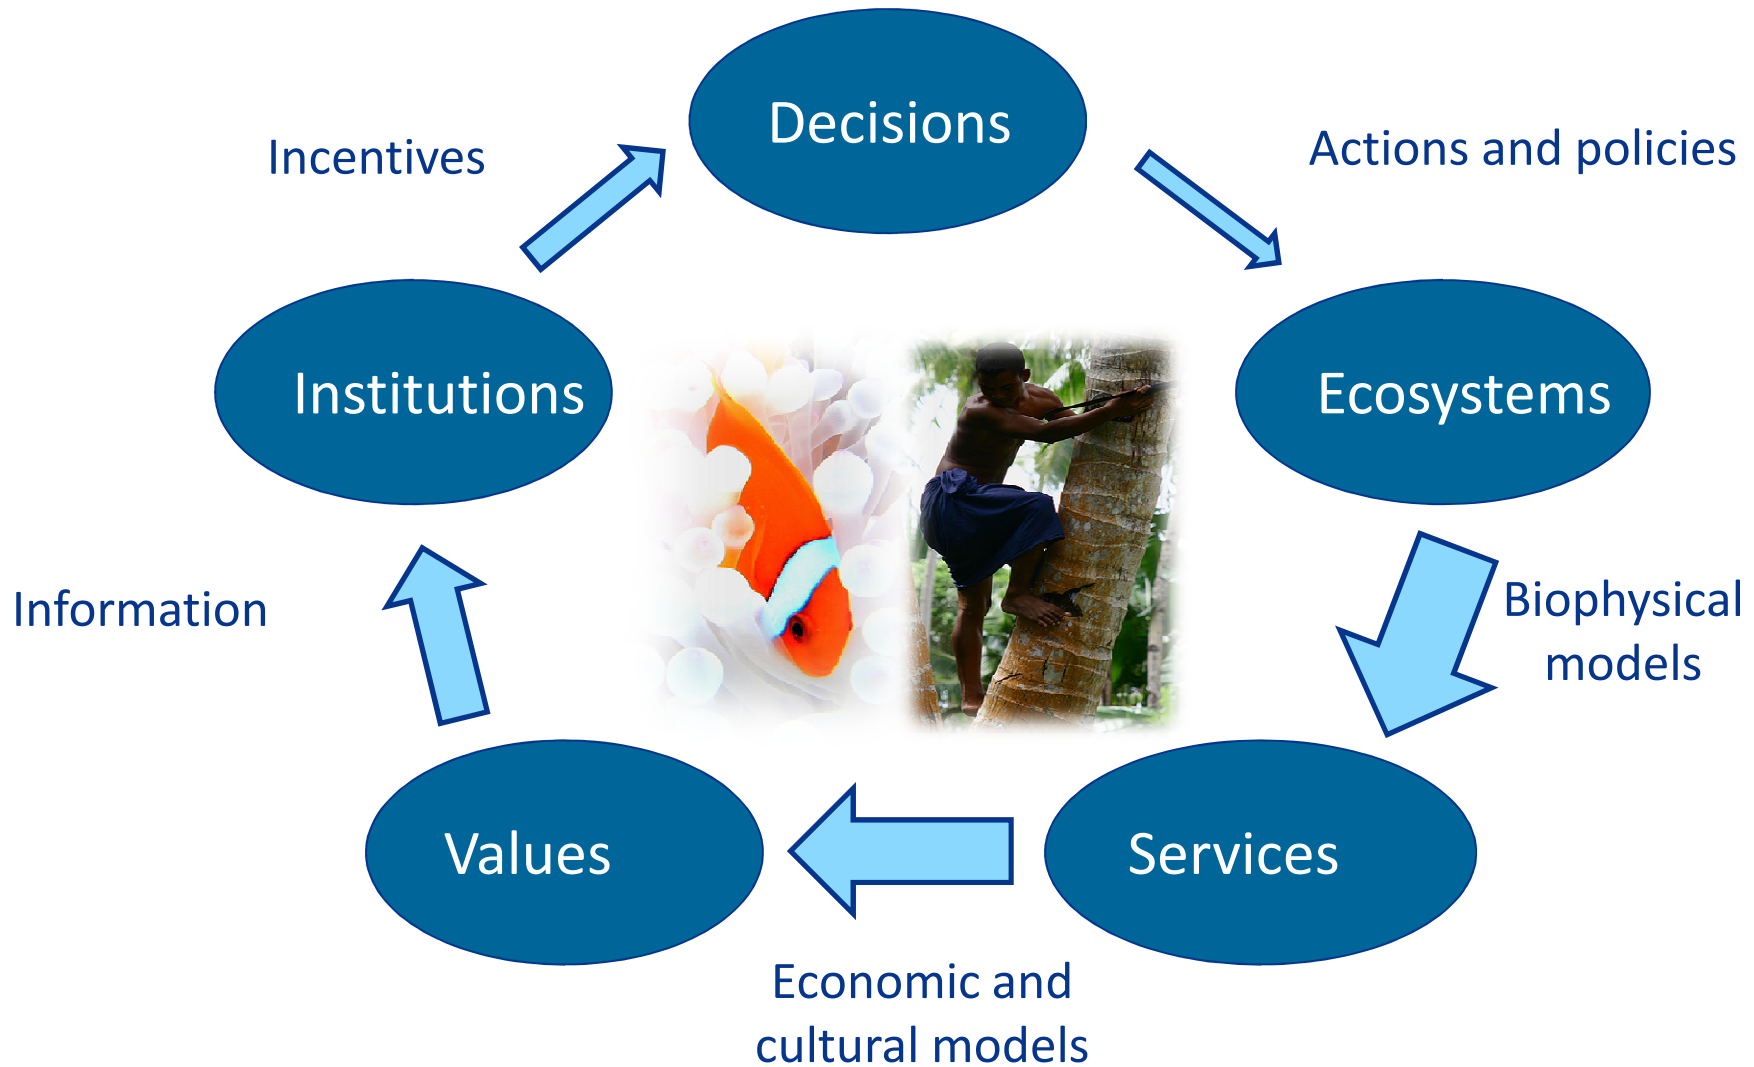 Decisions
Incentives
Actions and policies
Institutions
Ecosystems
Information
Biophysical
models
Values
Services
Economic and
cultural models